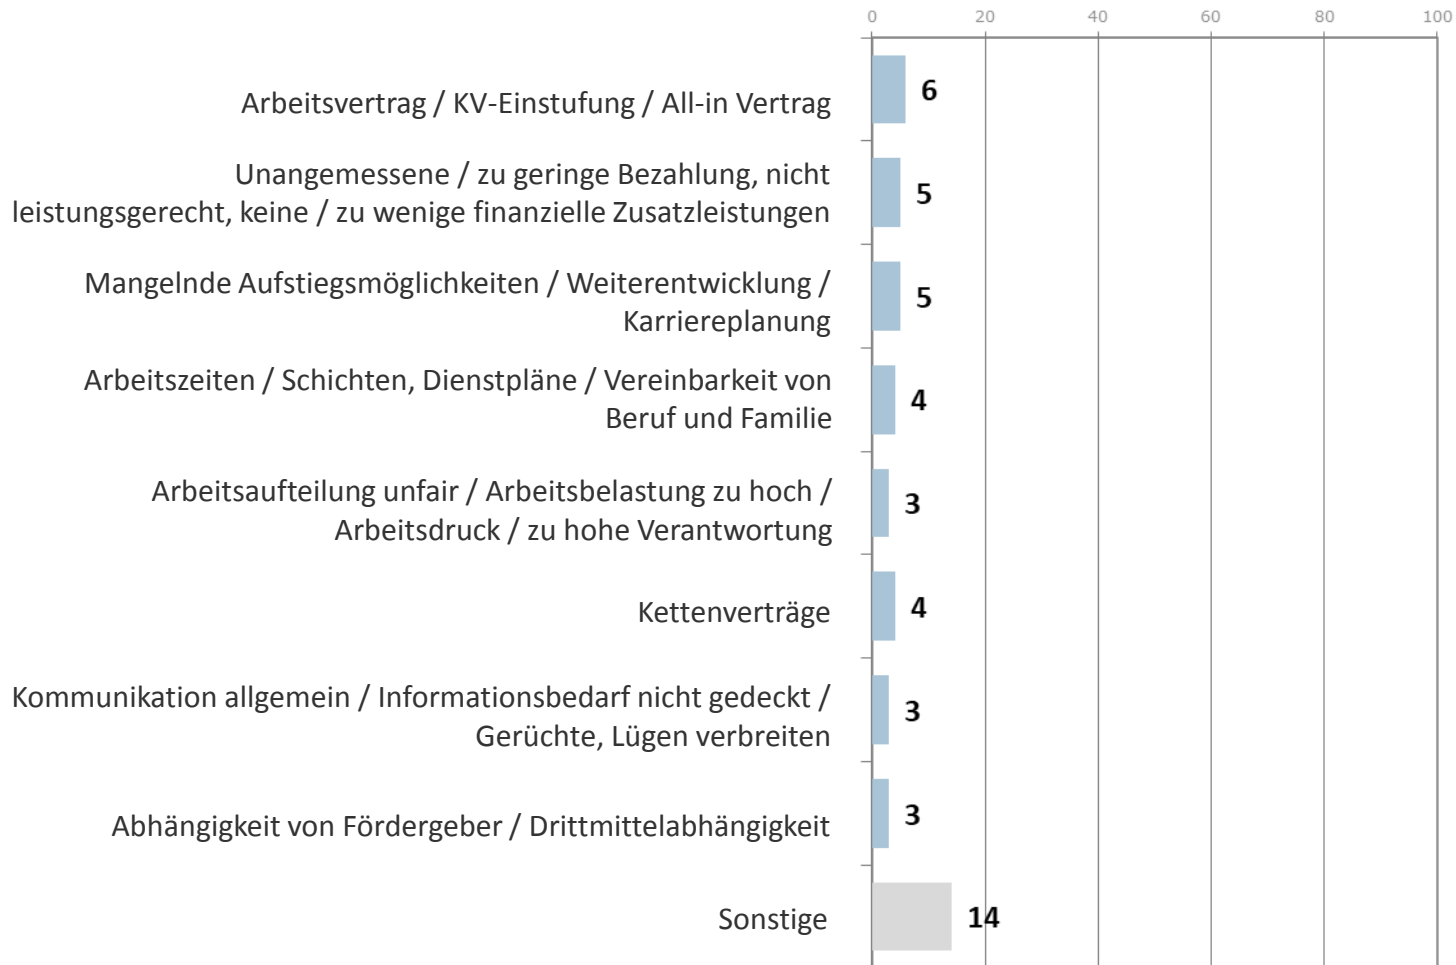 0 20 40 60 80 100
Arbeitsvertrag / KV-Einstufung / All-in Vertrag 6
Unangemessene / zu geringe Bezahlung, nicht
leistungsgerecht, keine / zu wenige finanzielle Zusatzleistungen 5
Mangelnde Aufstiegsmöglichkeiten / Weiterentwicklung /
Karriereplanung 5
Arbeitszeiten / Schichten, Dienstpläne / Vereinbarkeit von
Beruf und Familie 4
Arbeitsaufteilung unfair / Arbeitsbelastung zu hoch /
Arbeitsdruck / zu hohe Verantwortung 3
Kettenverträge 4
Kommunikation allgemein / Informationsbedarf nicht gedeckt /
Gerüchte, Lügen verbreiten 3
Abhängigkeit von Fördergeber / Drittmittelabhängigkeit 3
Sonstige 14